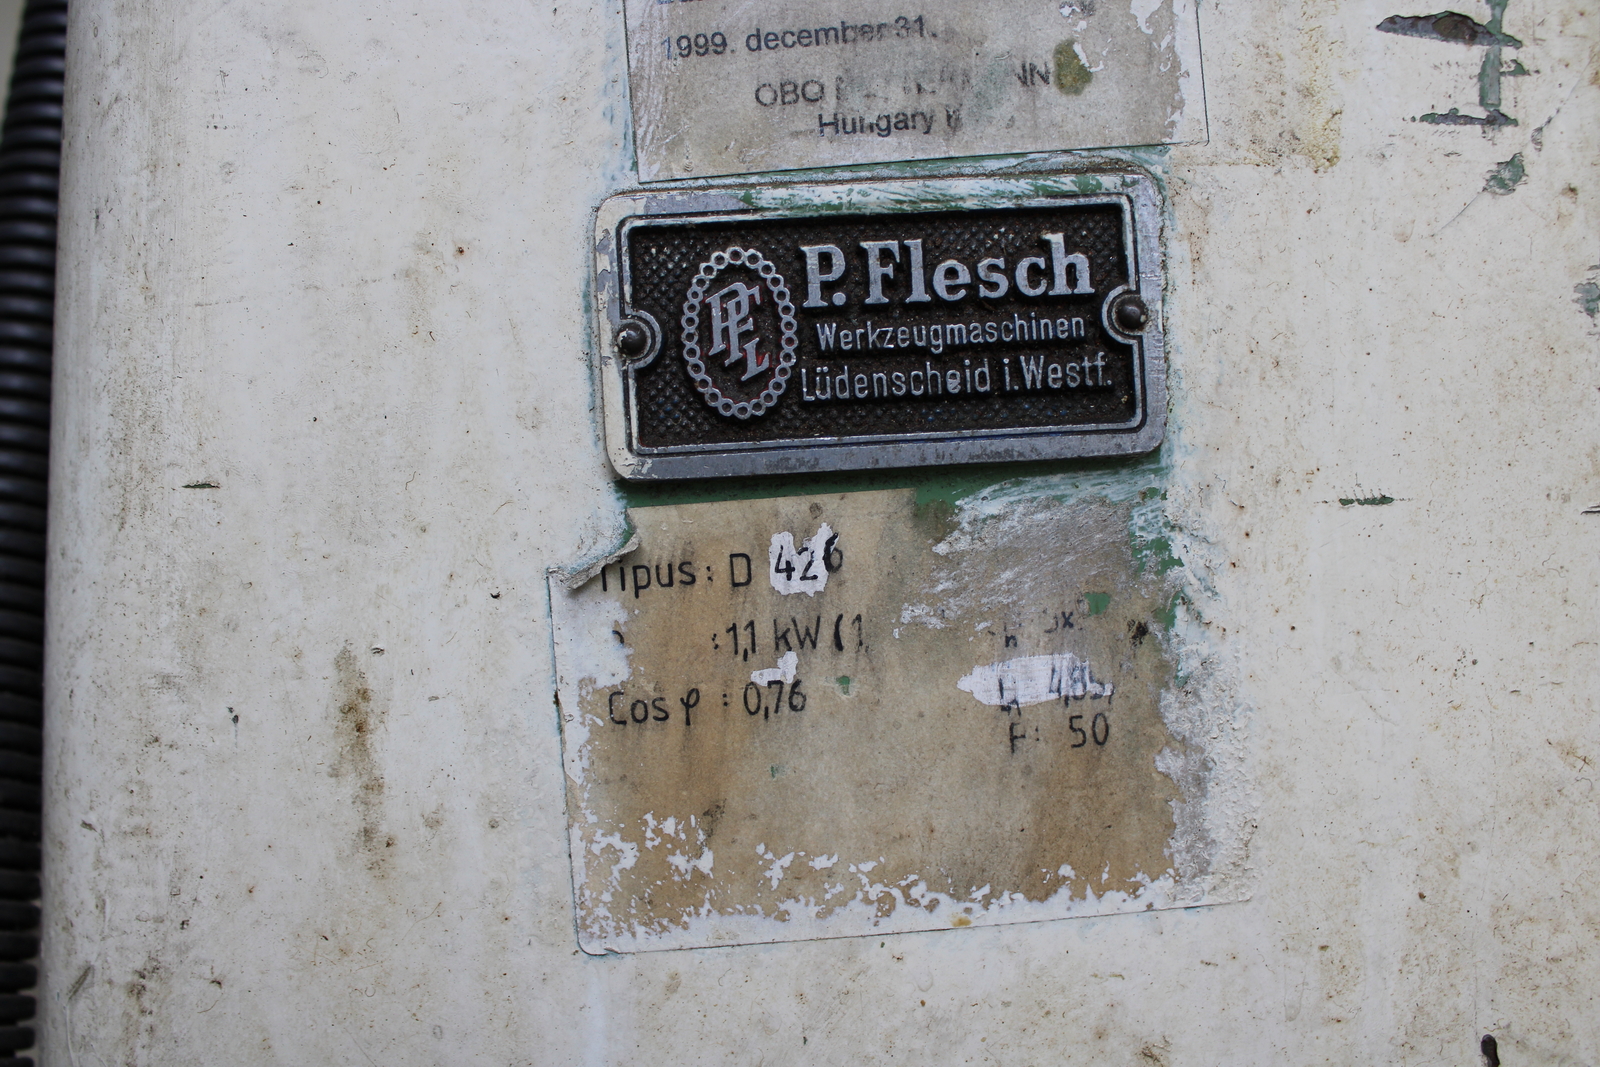 1999. december 31.
OBO
Hungary
PFL
P. Flesch
Werkzeugmaschinen
Lüdenscheid i. Westf.
Tipus: D 426
: 1,1 kW (1,
Cos φ : 0,76
F: 50